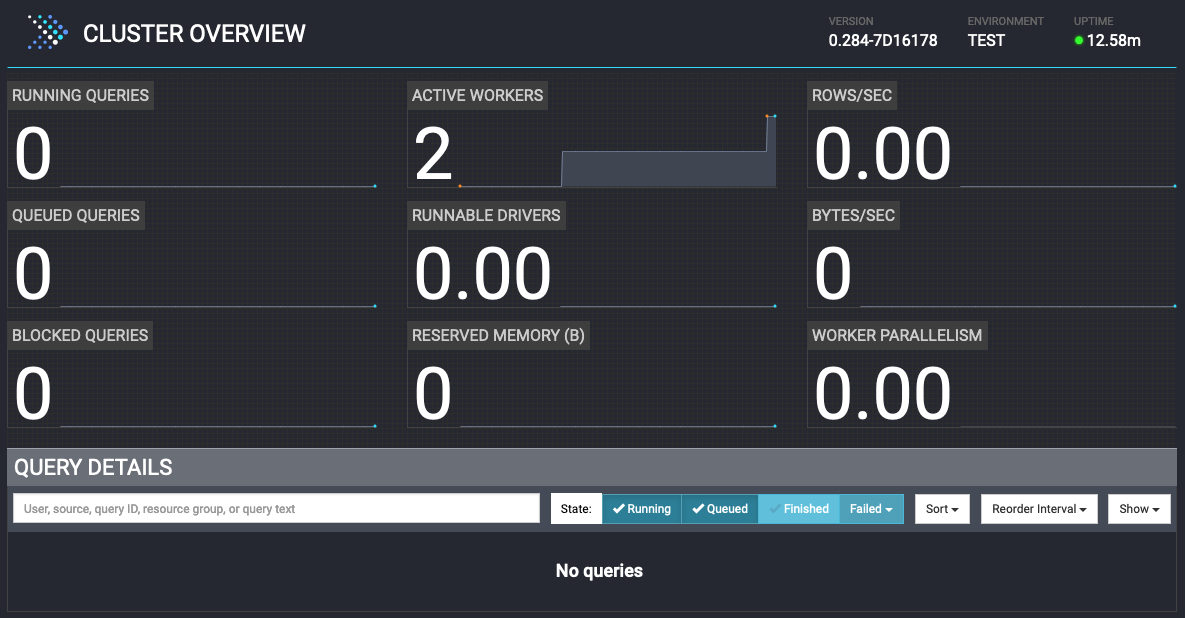 CLUSTER OVERVIEW
VERSION
0.284-7D16178
ENVIRONMENT
TEST
UPTIME
12.58m
RUNNING QUERIES
0
ACTIVE WORKERS
2
ROWS/SEC
0.00
QUEUED QUERIES
0
RUNNABLE DRIVERS
0.00
BYTES/SEC
0
BLOCKED QUERIES
0
RESERVED MEMORY (B)
0
WORKER PARALLELISM
0.00
QUERY DETAILS
User, source, query ID, resource group, or query text
State:
Running
Queued
Finished
Failed
Sort
Reorder Interval
Show
No queries